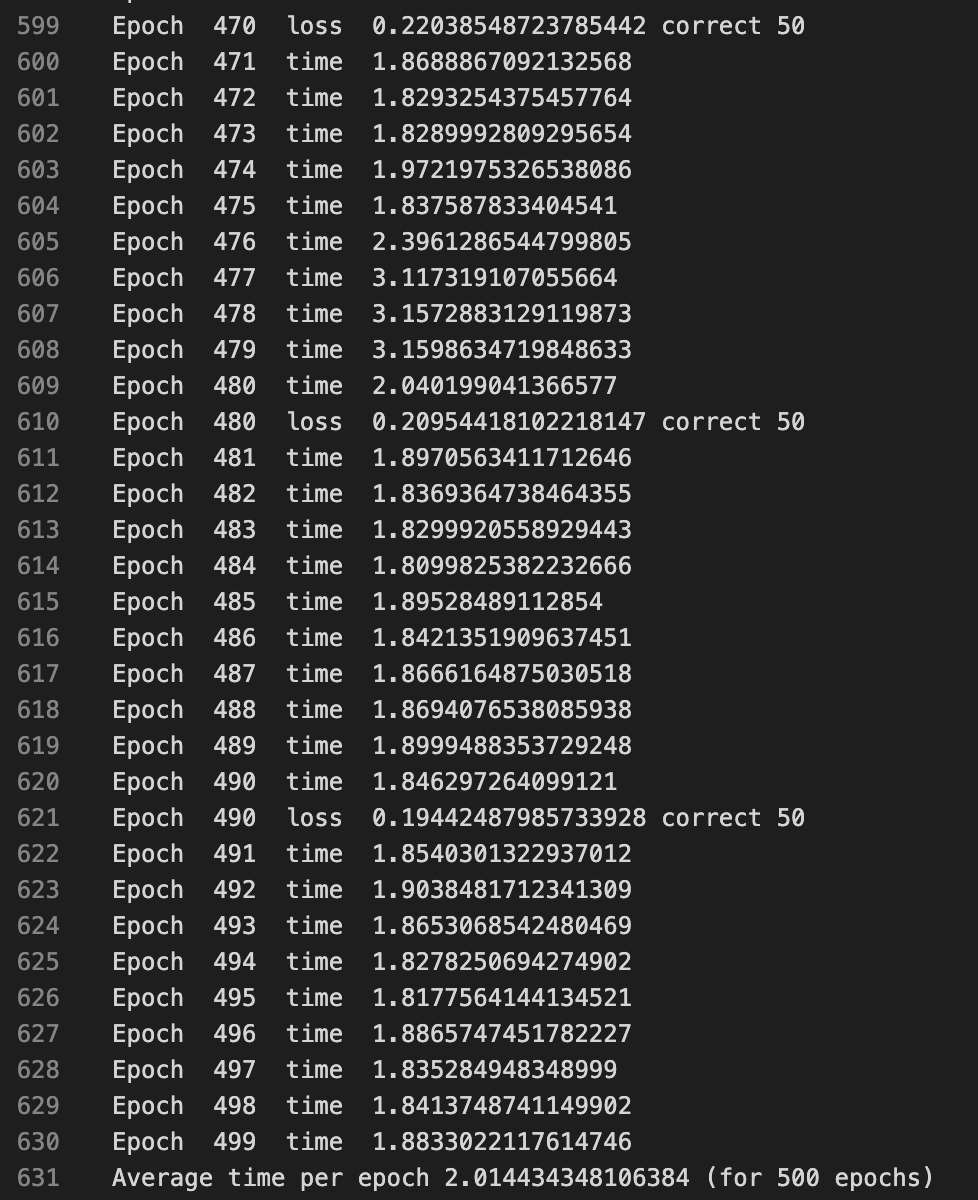 599 Epoch 470 loss 0.22038548723785442 correct 50
600 Epoch 471 time 1.8688867092132568
601 Epoch 472 time 1.8293254375457764
602 Epoch 473 time 1.8289992809295654
603 Epoch 474 time 1.9721975326538086
604 Epoch 475 time 1.837587833404541
605 Epoch 476 time 2.3961286544799805
606 Epoch 477 time 3.117319107055664
607 Epoch 478 time 3.1572883129119873
608 Epoch 479 time 3.1598634719848633
609 Epoch 480 time 2.040199041366577
610 Epoch 480 loss 0.20954418102218147 correct 50
611 Epoch 481 time 1.8970563411712646
612 Epoch 482 time 1.8369364738464355
613 Epoch 483 time 1.8299920558929443
614 Epoch 484 time 1.8099825382232666
615 Epoch 485 time 1.89528489112854
616 Epoch 486 time 1.8421351909637451
617 Epoch 487 time 1.8666164875030518
618 Epoch 488 time 1.8694076538085938
619 Epoch 489 time 1.8999488353729248
620 Epoch 490 time 1.846297264099121
621 Epoch 490 loss 0.19442487985733928 correct 50
622 Epoch 491 time 1.8540301322937012
623 Epoch 492 time 1.9038481712341309
624 Epoch 493 time 1.8653068542480469
625 Epoch 494 time 1.8278250694274902
626 Epoch 495 time 1.8177564144134521
627 Epoch 496 time 1.8865747451782227
628 Epoch 497 time 1.835284948348999
629 Epoch 498 time 1.8413748741149902
630 Epoch 499 time 1.8833022117614746
631 Average time per epoch 2.014434348106384 (for 500 epochs)